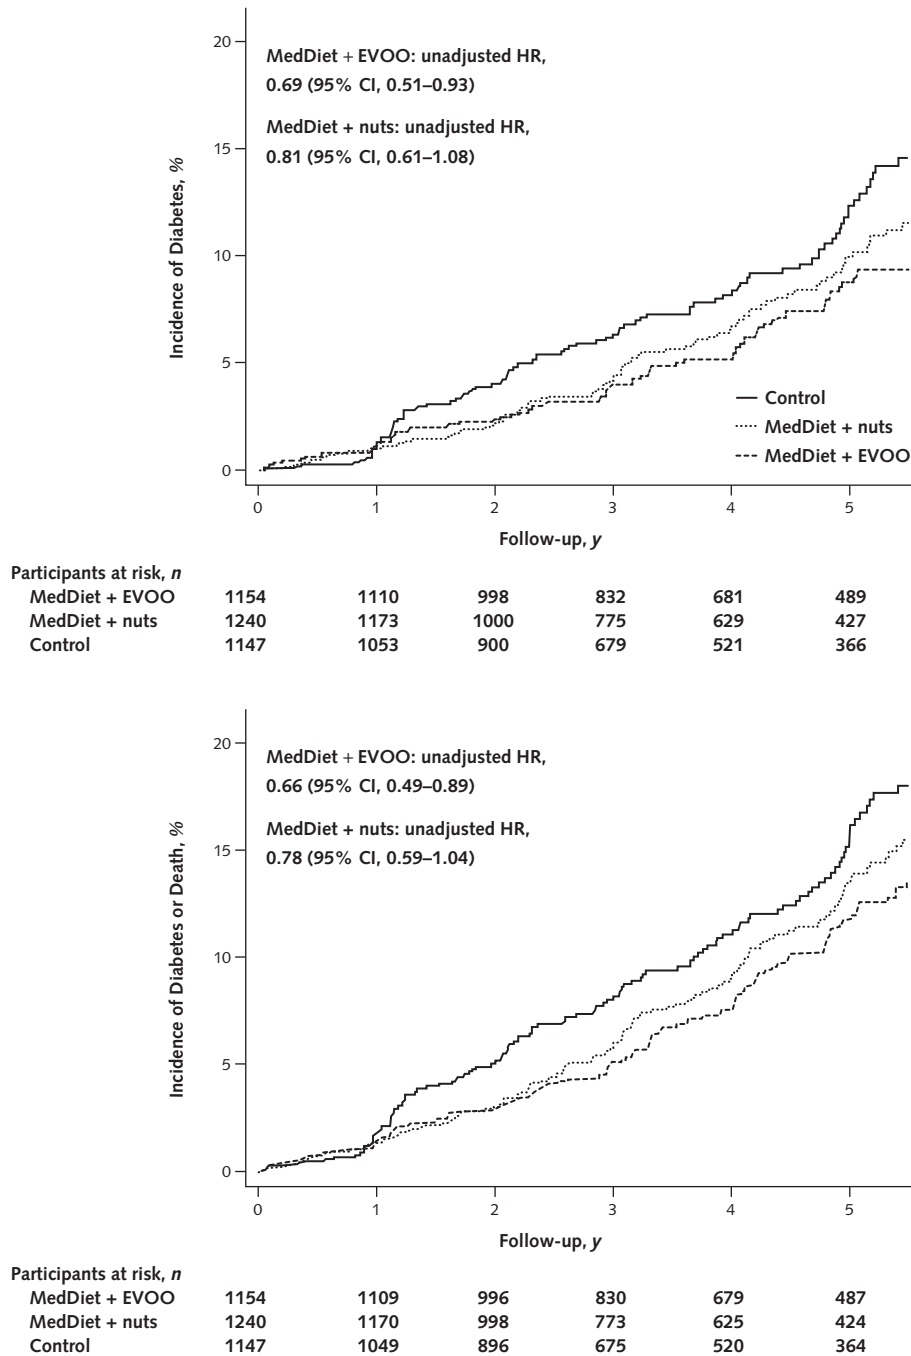 20
MedDiet + EVOO: unadjusted HR,
0.69 (95% CI, 0.51–0.93)
MedDiet + nuts: unadjusted HR,
0.81 (95% CI, 0.61–1.08)
15
Incidence of Diabetes, %
10
5
Control
MedDiet + nuts
MedDiet + EVOO
0
0 1 2 3 4 5
Follow-up, y
Participants at risk, n
MedDiet + EVOO 1154 1110 998 832 681 489
MedDiet + nuts 1240 1173 1000 775 629 427
Control 1147 1053 900 679 521 366
20
MedDiet + EVOO: unadjusted HR,
0.66 (95% CI, 0.49–0.89)
MedDiet + nuts: unadjusted HR,
0.78 (95% CI, 0.59–1.04)
15
Incidence of Diabetes or Death, %
10
5
0
0 1 2 3 4 5
Follow-up, y
Participants at risk, n
MedDiet + EVOO 1154 1109 996 830 679 487
MedDiet + nuts 1240 1170 998 773 625 424
Control 1147 1049 896 675 520 364